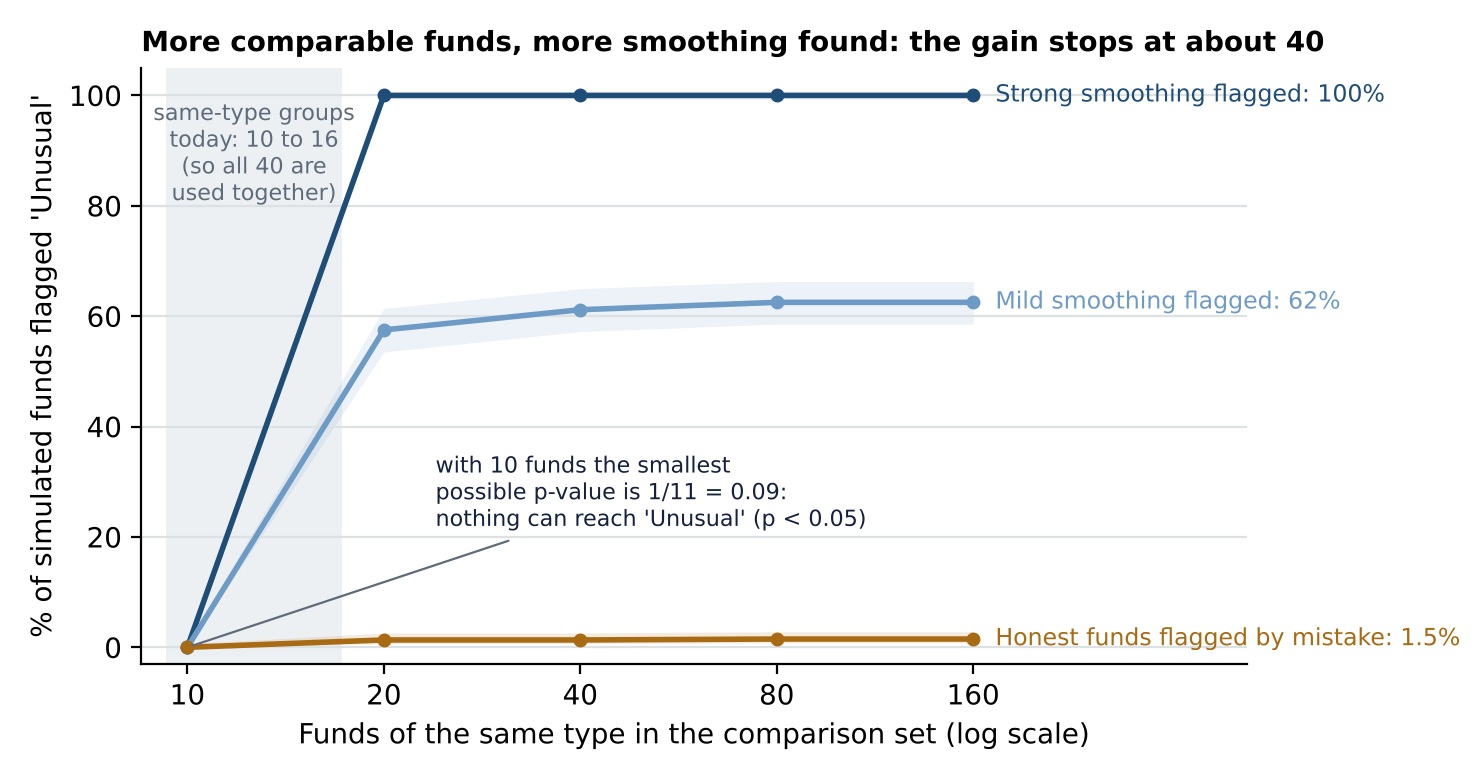 More comparable funds, more smoothing found: the gain stops at about 40
% of simulated funds flagged 'Unusual'
100
80
60
40
20
0
same-type groups
today: 10 to 16
(so all 40 are
used together)
Strong smoothing flagged: 100%
Mild smoothing flagged: 62%
with 10 funds the smallest
possible p-value is 1/11 = 0.09:
nothing can reach 'Unusual' (p < 0.05)
Honest funds flagged by mistake: 1.5%
10
20
40
80
160
Funds of the same type in the comparison set (log scale)